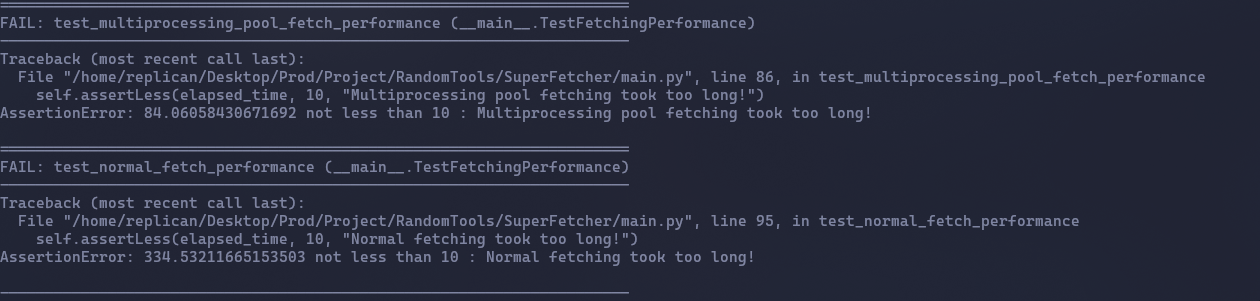 ======================================================================
FAIL: test_multiprocessing_pool_fetch_performance (__main__.TestFetchingPerformance)
----------------------------------------------------------------------
Traceback (most recent call last):
  File "/home/replican/Desktop/Prod/Project/RandomTools/SuperFetcher/main.py", line 86, in test_multiprocessing_pool_fetch_performance
    self.assertLess(elapsed_time, 10, "Multiprocessing pool fetching took too long!")
AssertionError: 84.06058430671692 not less than 10 : Multiprocessing pool fetching took too long!

======================================================================
FAIL: test_normal_fetch_performance (__main__.TestFetchingPerformance)
----------------------------------------------------------------------
Traceback (most recent call last):
  File "/home/replican/Desktop/Prod/Project/RandomTools/SuperFetcher/main.py", line 95, in test_normal_fetch_performance
    self.assertLess(elapsed_time, 10, "Normal fetching took too long!")
AssertionError: 334.53211665153503 not less than 10 : Normal fetching took too long!

----------------------------------------------------------------------